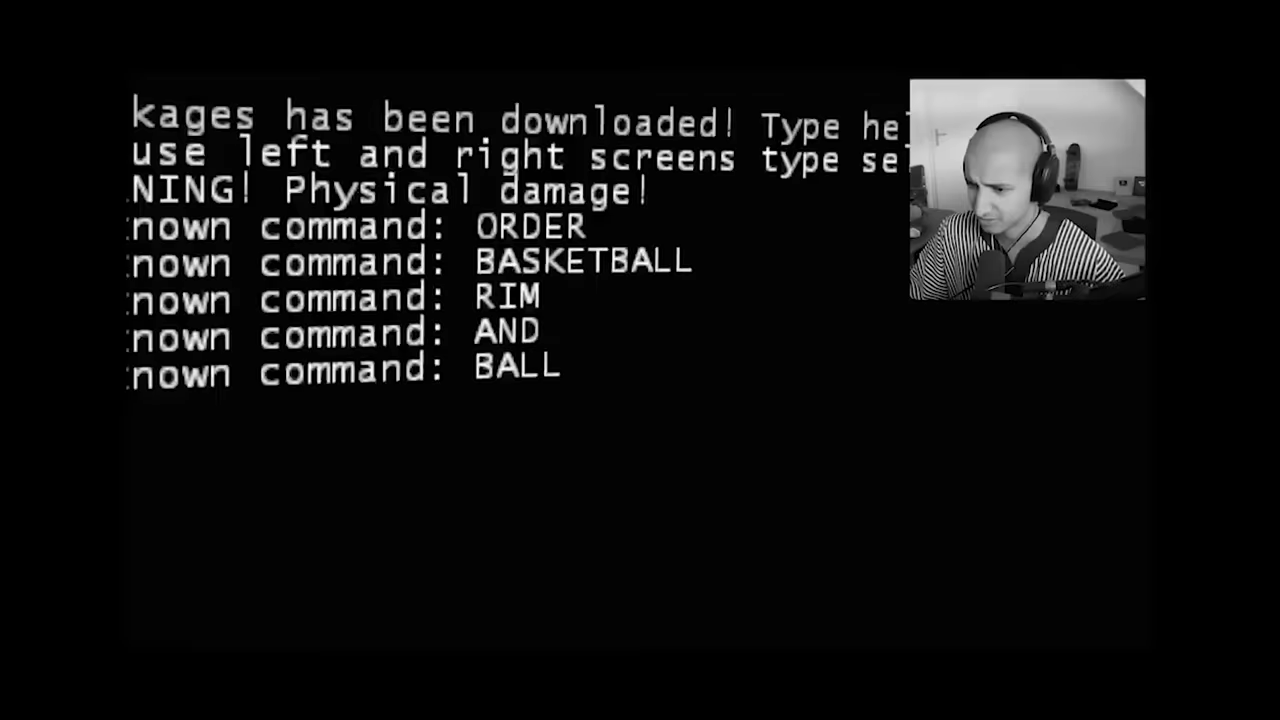 kages has been downloaded! Type hel
use left and right screens type se
NING! Physical damage!
nown command: ORDER
nown command: BASKETBALL
nown command: RIM
nown command: AND
nown command: BALL